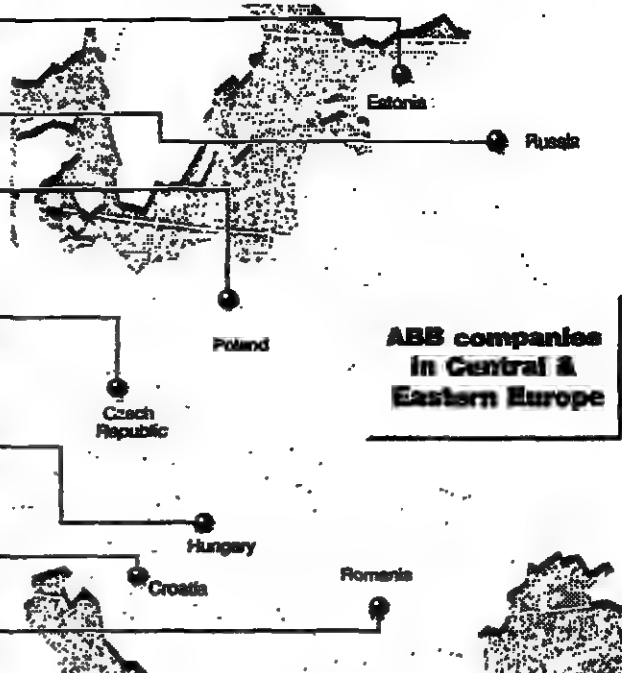 Estonia
Russia
Poland
ABB companies
in Central &
Eastern Europe
Czech
Republic
Hungary
Croatia
Romania